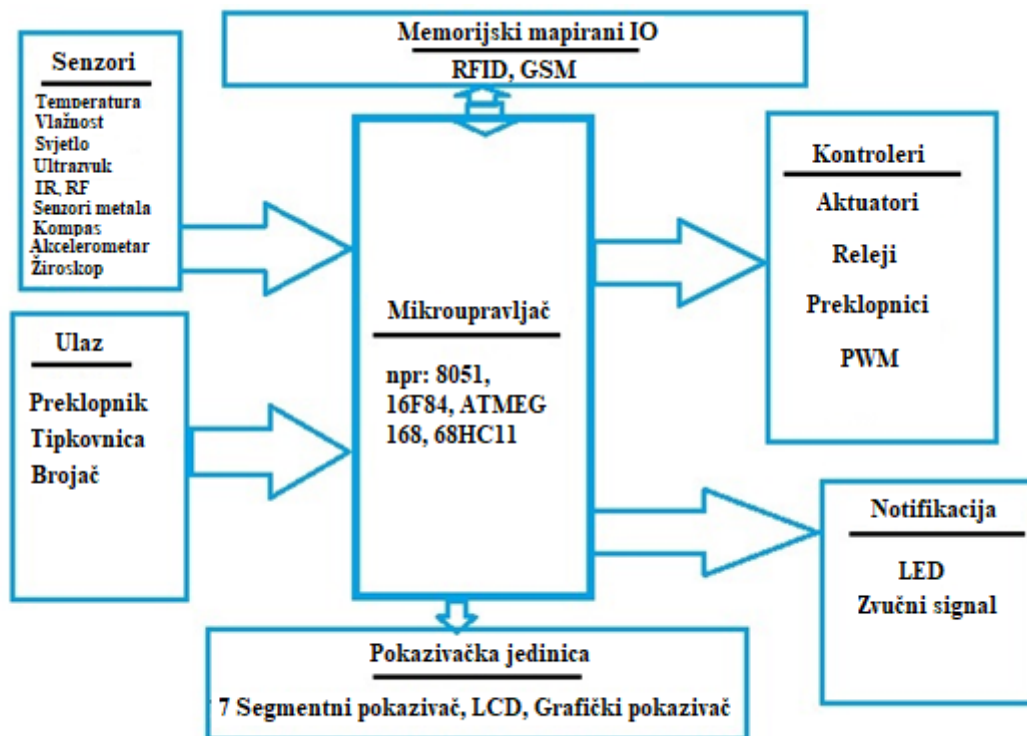 Memorijski mapirani IO
RFID, GSM
Senzori
Temperatura
Vlažnost
Svjetlo
Ultrazvuk
IR, RF
Senzori metala
Kompas
Akcelerometar
Žiroskop
Ulaz
Preklopnik
Tipkovnica
Brojač
Mikroupravljač
npr: 8051,
16F84, ATMEG
168, 68HC11
Kontroleri
Aktuatori
Releji
Preklopnici
PWM
Notifikacija
LED
Zvučni signal
Pokazivačka jedinica
7 Segmentni pokazivač, LCD, Grafički pokazivač